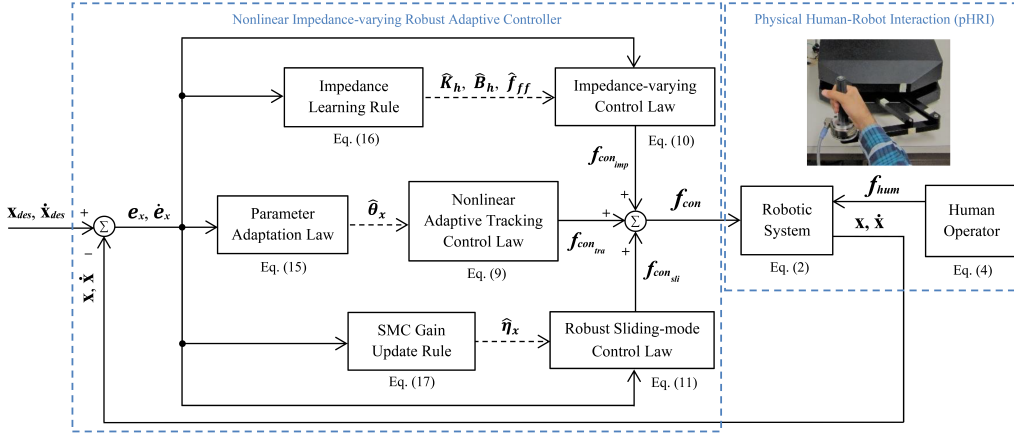 Nonlinear Impedance-varying Robust Adaptive Controller
Physical Human-Robot Interaction (pHRI)
Impedance
Learning Rule
Eq. (16)
K̂h, B̂h, f̂ff
Impedance-varying
Control Law
Eq. (10)
fconimp
xdes, ẋdes
+
Σ
−
x, ẋ
ex, ėx
Parameter
Adaptation Law
Eq. (15)
θ̂x
Nonlinear
Adaptive Tracking
Control Law
Eq. (9)
fcontra
+
+
Σ
+
fcon
fconsli
Robotic
System
Eq. (2)
fhum
x, ẋ
Human
Operator
Eq. (4)
SMC Gain
Update Rule
Eq. (17)
η̂x
Robust Sliding-mode
Control Law
Eq. (11)